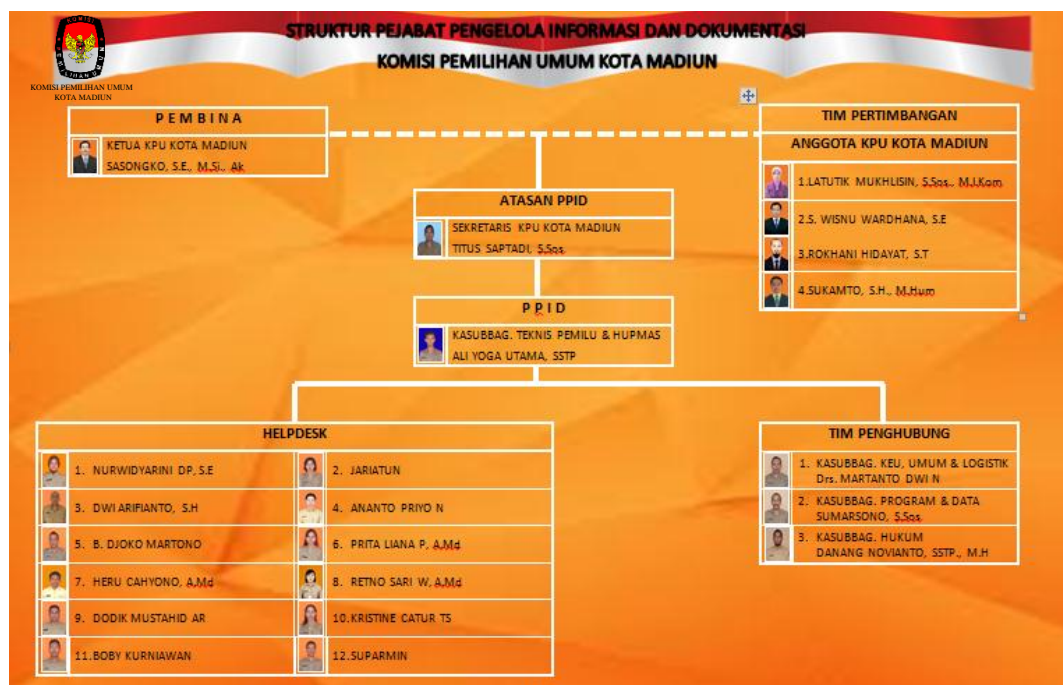 STRUKTUR PEJABAT PENGELOLA INFORMASI DAN DOKUMENTASI
KOMISI PEMILIHAN UMUM KOTA MADIUN
KOMISI
PEMILIHAN UMUM
KOMISI PEMILIHAN UMUM
KOTA MADIUN
P E M B I N A
KETUA KPU KOTA MADIUN
SASONGKO, S.E., M.Si., Ak
TIM PERTIMBANGAN
ANGGOTA KPU KOTA MADIUN
1.LATUTIK MUKHLISIN, S.Sos., M.I.Kom
2.S. WISNU WARDHANA, S.E
3.ROKHANI HIDAYAT, S.T
4.SUKAMTO, S.H., M.Hum
ATASAN PPID
SEKRETARIS KPU KOTA MADIUN
TITUS SAPTADI, S.Sos
P P I D
KASUBBAG. TEKNIS PEMILU & HUPMAS
ALI YOGA UTAMA, SSTP
HELPDESK
1. NURWIDYARINI DP, S.E
2. JARIATUN
3. DWI ARIFIANTO, S.H
4. ANANTO PRIYO N
5. B. DJOKO MARTONO
6. PRITA LIANA P, A.Md
7. HERU CAHYONO, A.Md
8. RETNO SARI W, A.Md
9. DODIK MUSTAHID AR
10.KRISTINE CATUR TS
11.BOBY KURNIAWAN
12.SUPARMIN
TIM PENGHUBUNG
1. KASUBBAG. KEU, UMUM & LOGISTIK
Drs. MARTANTO DWI N
2. KASUBBAG. PROGRAM & DATA
SUMARSONO, S.Sos
3. KASUBBAG. HUKUM
DANANG NOVIANTO, SSTP., M.H